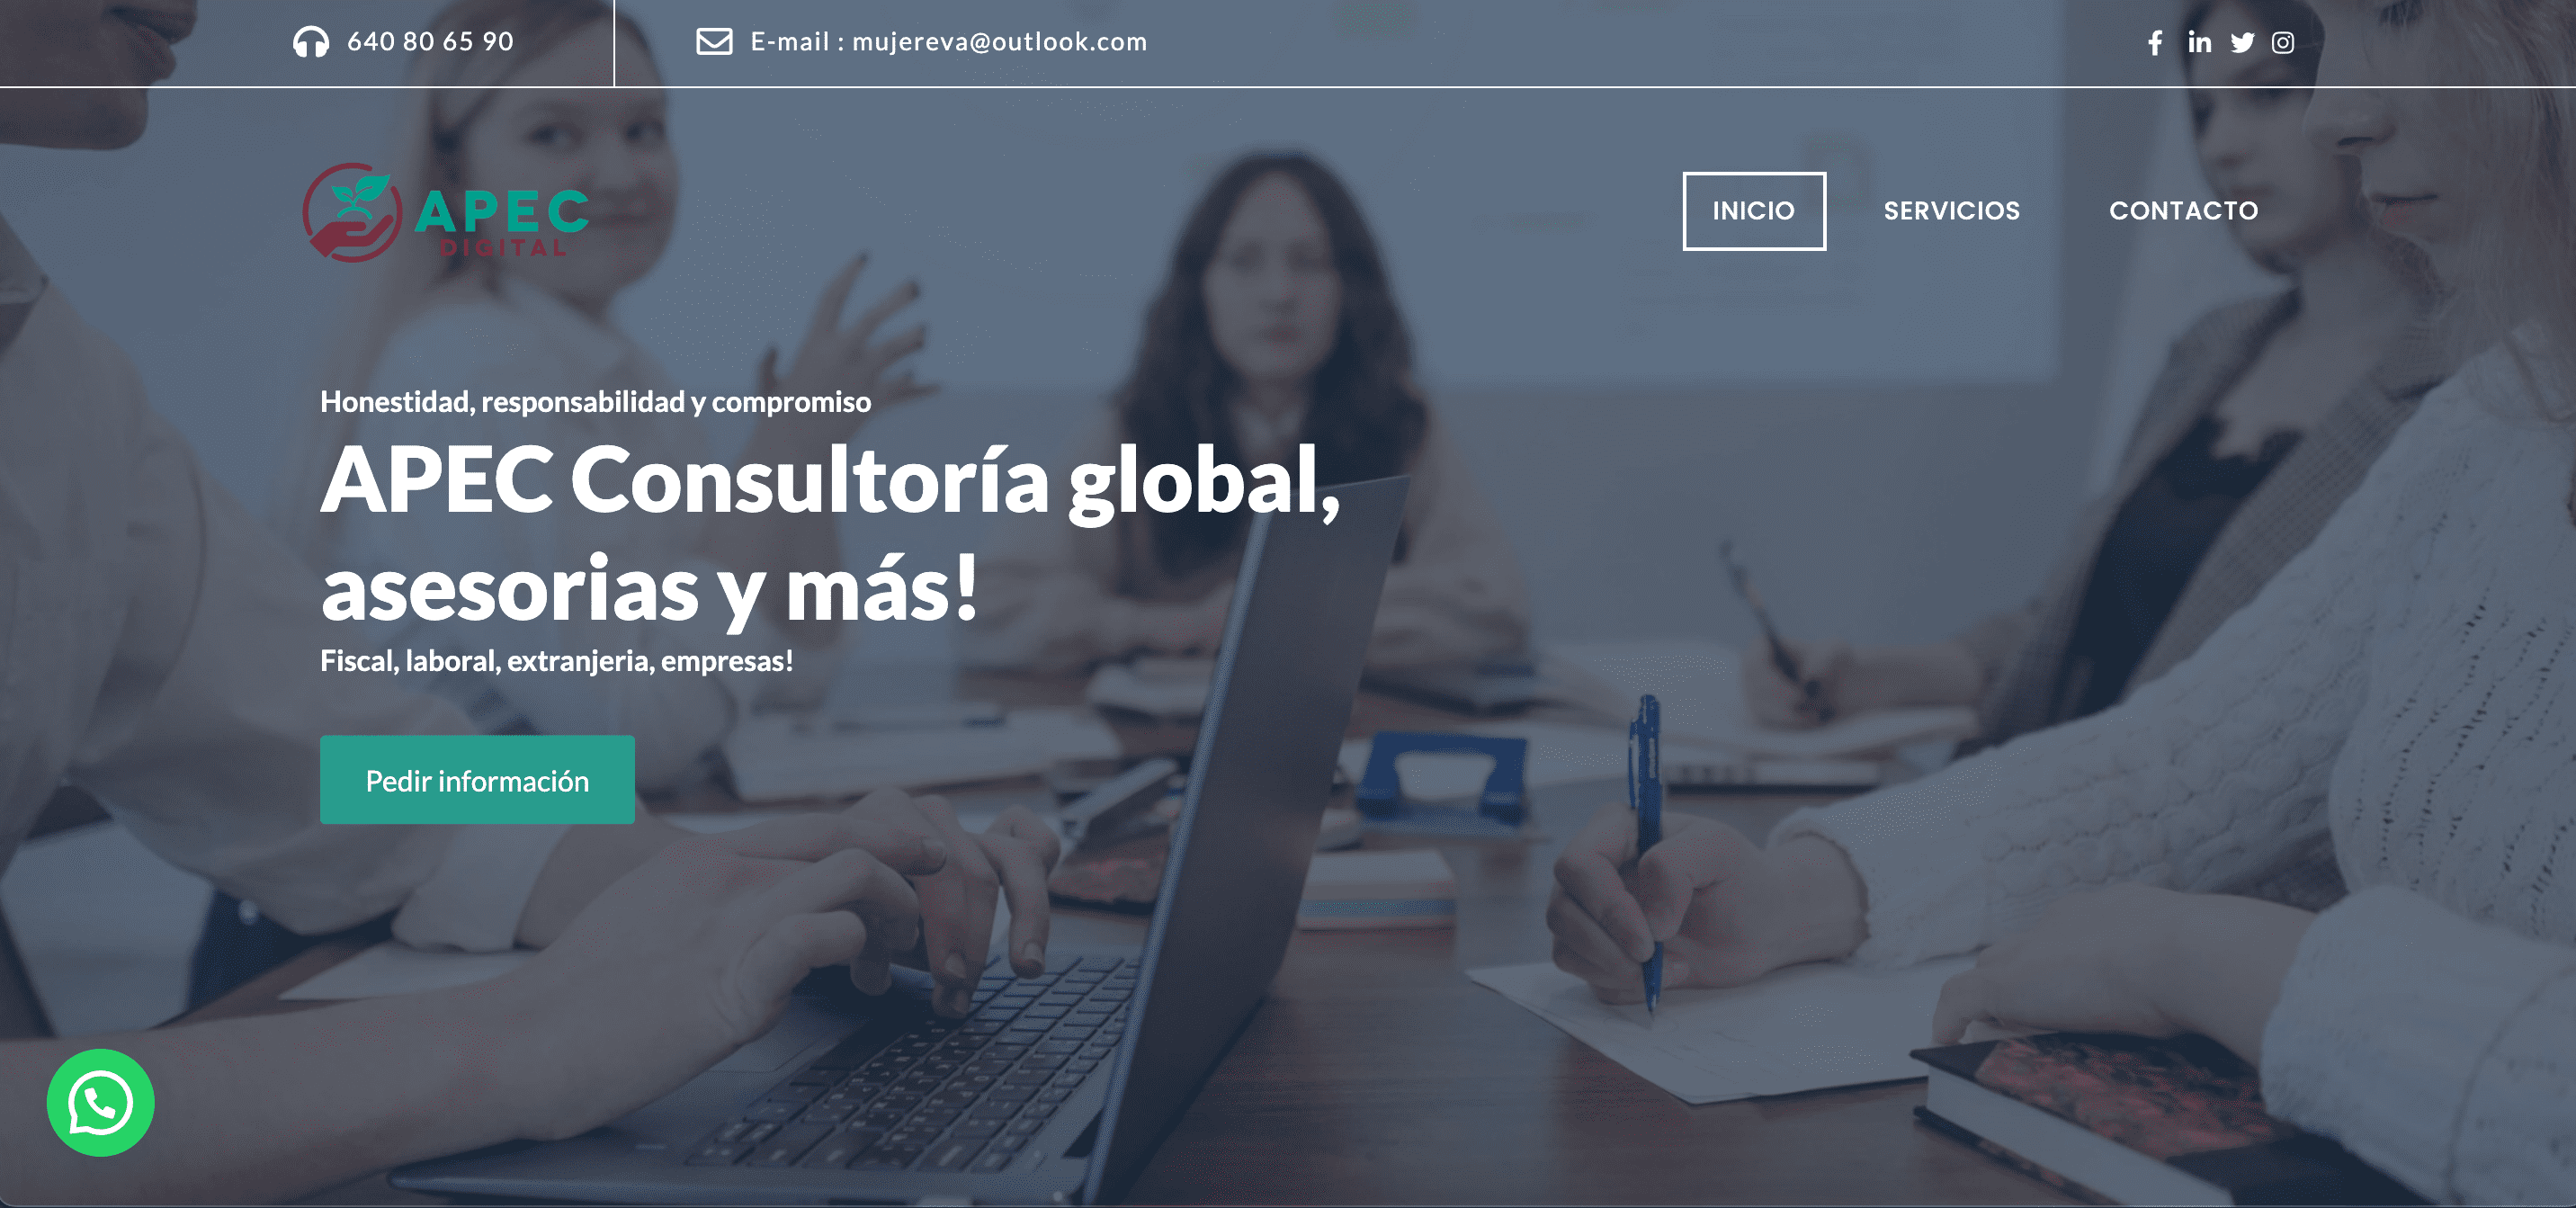 640 80 65 90
E-mail : mujereva@outlook.com
APEC
DIGITAL
INICIO
SERVICIOS
CONTACTO
Honestidad, responsabilidad y compromiso
APEC Consultoría global,
asesorias y más!
Fiscal, laboral, extranjeria, empresas!
Pedir información